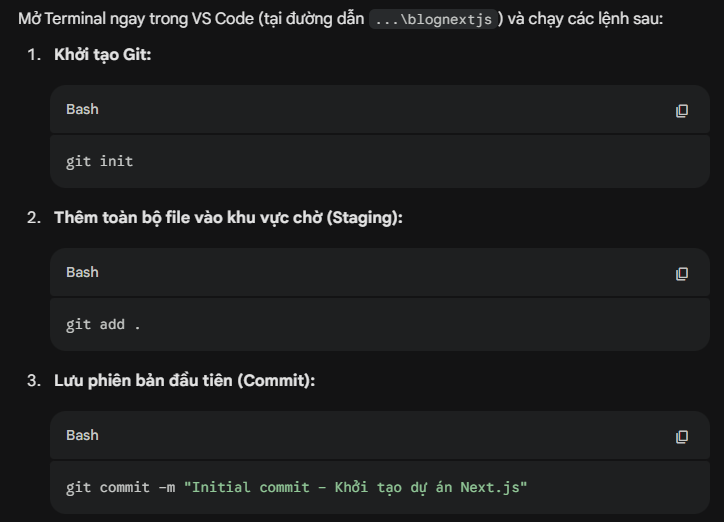 Mở Terminal ngay trong VS Code (tại đường dẫn ...\blognextjs ) và chạy các lệnh sau:
1. Khởi tạo Git:
Bash
git init
2. Thêm toàn bộ file vào khu vực chờ (Staging):
Bash
git add .
3. Lưu phiên bản đầu tiên (Commit):
Bash
git commit -m "Initial commit - Khởi tạo dự án Next.js"